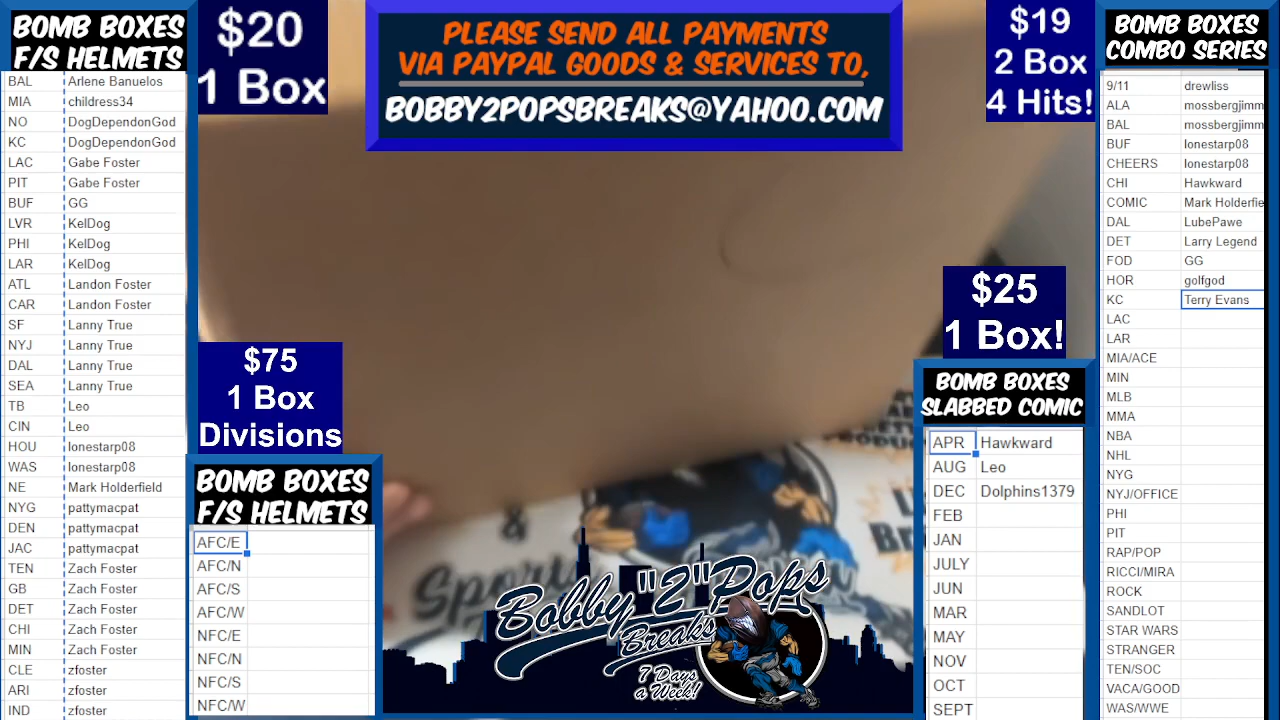 BOMB BOXES
F/S HELMETS
BAL Arlene Banuelos
MIA childress34
NO DogDependonGod
KC DogDependonGod
LAC Gabe Foster
PIT Gabe Foster
BUF GG
LVR KelDog
PHI KelDog
LAR KelDog
ATL Landon Foster
CAR Landon Foster
SF Lanny True
NYJ Lanny True
DAL Lanny True
SEA Lanny True
TB Leo
CIN Leo
HOU lonestarp08
WAS lonestarp08
NE Mark Holderfield
NYG pattymacpat
DEN pattymacpat
JAC pattymacpat
TEN Zach Foster
GB Zach Foster
DET Zach Foster
CHI Zach Foster
MIN Zach Foster
CLE zfoster
ARI zfoster
IND zfoster
$20
1 Box
$75
1 Box
Divisions
BOMB BOXES
F/S HELMETS
AFC/E
AFC/N
AFC/S
AFC/W
NFC/E
NFC/N
NFC/S
NFC/W
PLEASE SEND ALL PAYMENTS
VIA PAYPAL GOODS & SERVICES TO,
BOBBY2POPSBREAKS@YAHOO.COM
&
Sports
Bobby "2" Pops
Breaks
7 Days
a Week!
$19
2 Box
4 Hits!
$25
1 Box!
BOMB BOXES
SLABBED COMIC
APR Hawkward
AUG Leo
DEC Dolphins1379
FEB
JAN
JULY
JUN
MAR
MAY
NOV
OCT
SEPT
BOMB BOXES
COMBO SERIES
9/11 drewliss
ALA mossbergjimm
BAL mossbergjimm
BUF lonestarp08
CHEERS lonestarp08
CHI Hawkward
COMIC Mark Holderfie
DAL LubePawe
DET Larry Legend
FOD GG
HOR golfgod
KC Terry Evans
LAC
LAR
MIA/ACE
MIN
MLB
MMA
NBA
NHL
NYG
NYJ/OFFICE
PHI
PIT
RAP/POP
RICCI/MIRA
ROCK
SANDLOT
STAR WARS
STRANGER
TEN/SOC
VACA/GOOD
WAS/WWE